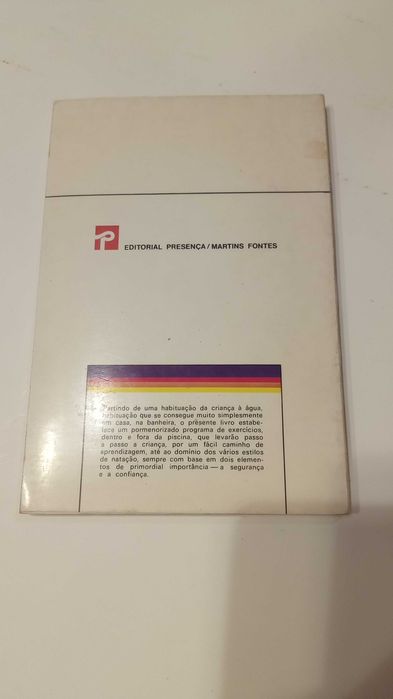 EDITORIAL PRESENÇA/MARTINS FONTES
Partindo de uma habituação da criança à água,
habituação que se consegue muito simplesmente
em casa, na banheira, o presente livro estabe-
lece um pormenorizado programa de exercícios,
dentro e fora da piscina, que levarão passo
a passo a criança, por um fácil caminho de
aprendizagem, até ao domínio dos vários estilos
de natação, sempre com base em dois elemen-
tos de primordial importância — a segurança
e a confiança.